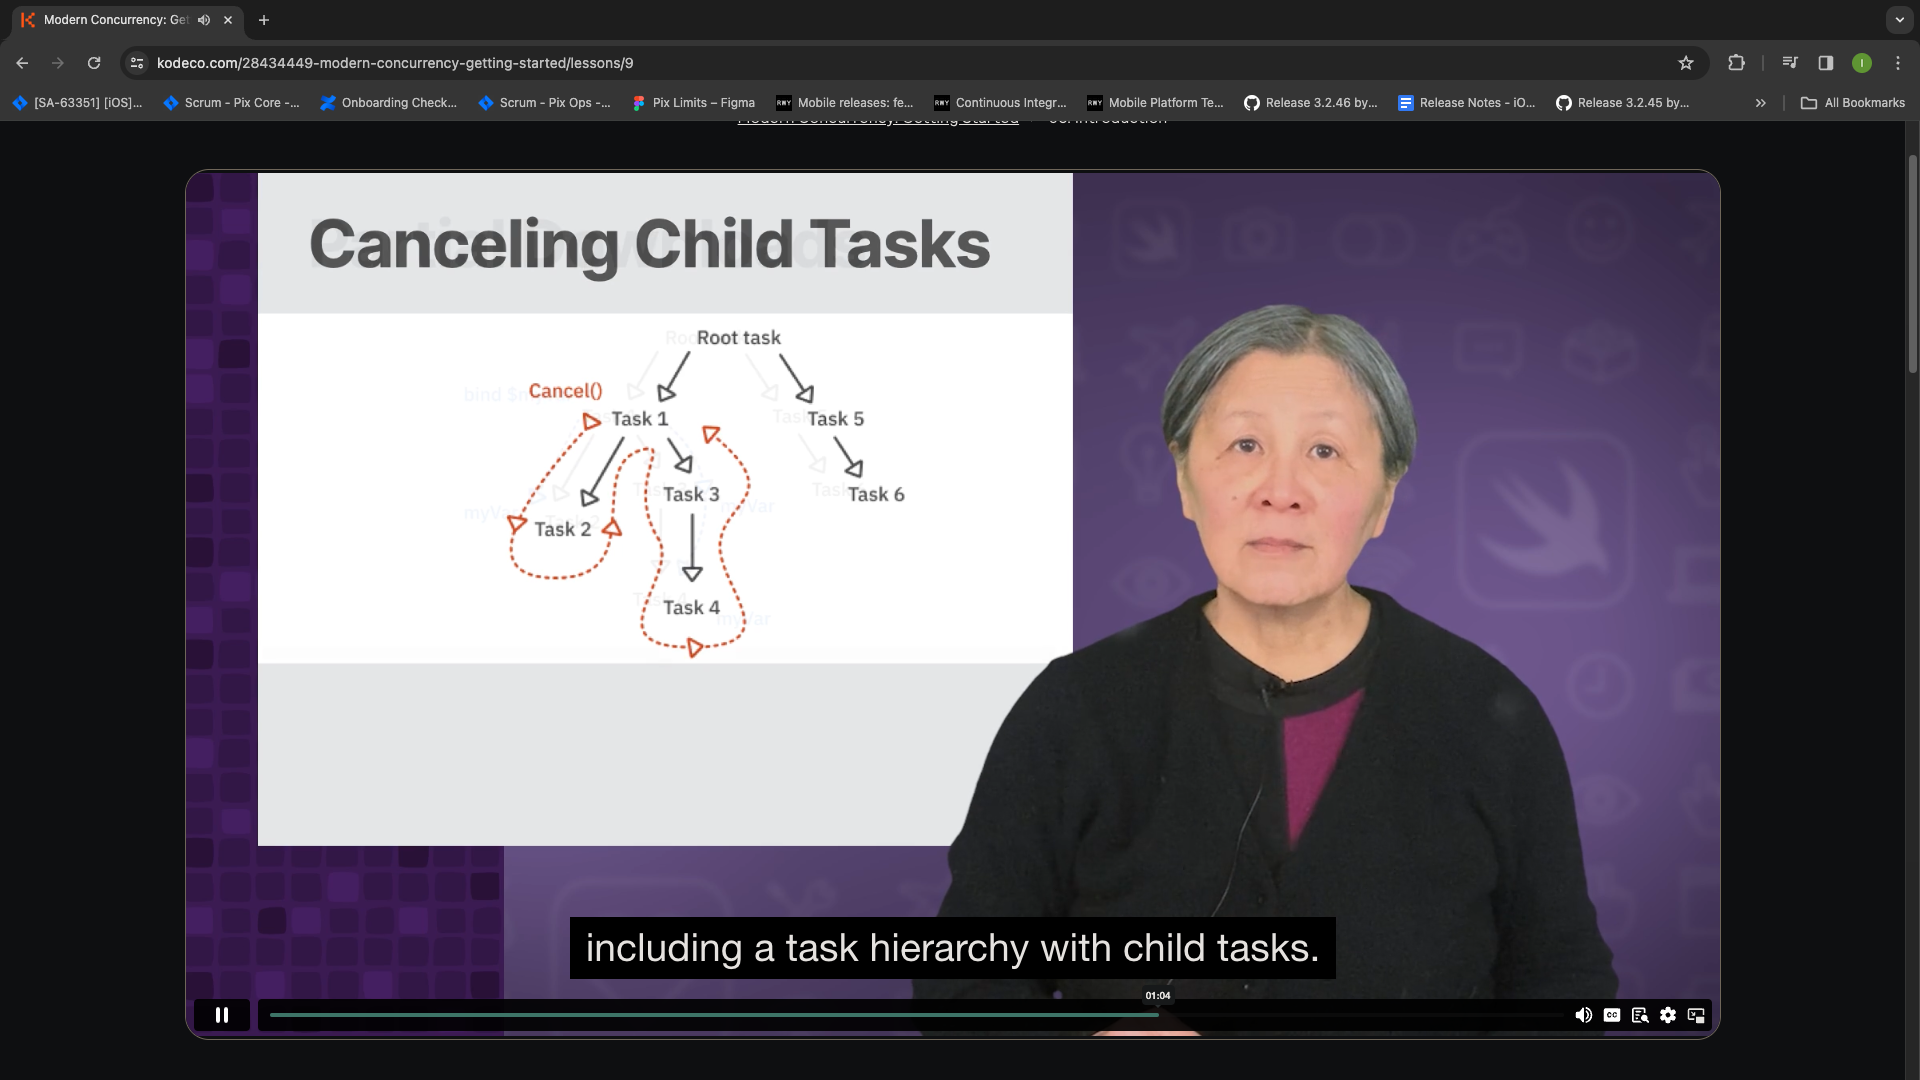 Modern Concurrency: Get
kodeco.com/28434449-modern-concurrency-getting-started/lessons/9
[SA-63351] [iOS]...
Scrum - Pix Core -...
Onboarding Check...
Scrum - Pix Ops -...
Pix Limits – Figma
Mobile releases: fe...
Continuous Integr...
Mobile Platform Te...
Release 3.2.46 by...
Release Notes - iO...
Release 3.2.45 by...
All Bookmarks
Canceling Child Tasks
Root task
Cancel()
Task 1
Task 5
Task 3
Task 6
Task 2
Task 4
including a task hierarchy with child tasks.
01:04